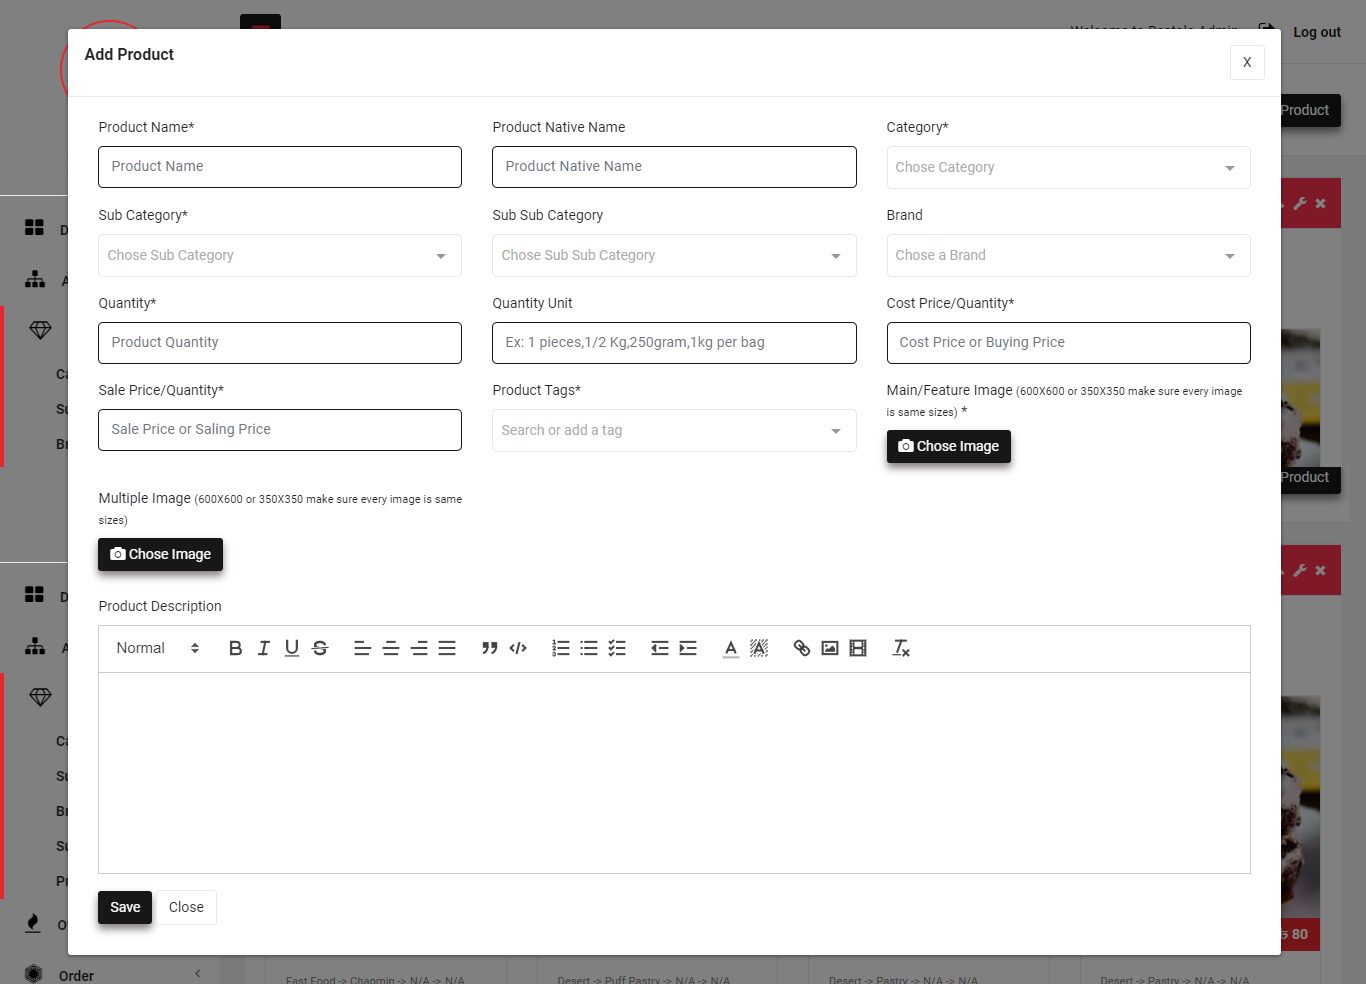 Log out
Add Product
X
Product
Product Name*
Product Native Name
Category*
Product Name
Product Native Name
Chose Category
Sub Category*
Sub Sub Category
Brand
Chose Sub Category
Chose Sub Sub Category
Chose a Brand
Quantity*
Quantity Unit
Cost Price/Quantity*
Product Quantity
Ex: 1 pieces,1/2 Kg,250gram,1kg per bag
Cost Price or Buying Price
Sale Price/Quantity*
Product Tags*
Main/Feature Image (600X600 or 350X350 make sure every image
is same sizes) *
Sale Price or Saling Price
Search or add a tag
Chose Image
Product
Multiple Image (600X600 or 350X350 make sure every image is same
sizes)
Chose Image
Product Description
Normal
Save
Close
80
Order
Fast Food -> Chaomin -> N/A -> N/A
Desert -> Puff Pastry -> N/A -> N/A
Desert -> Pastry -> N/A -> N/A
Desert -> Pastry -> N/A -> N/A